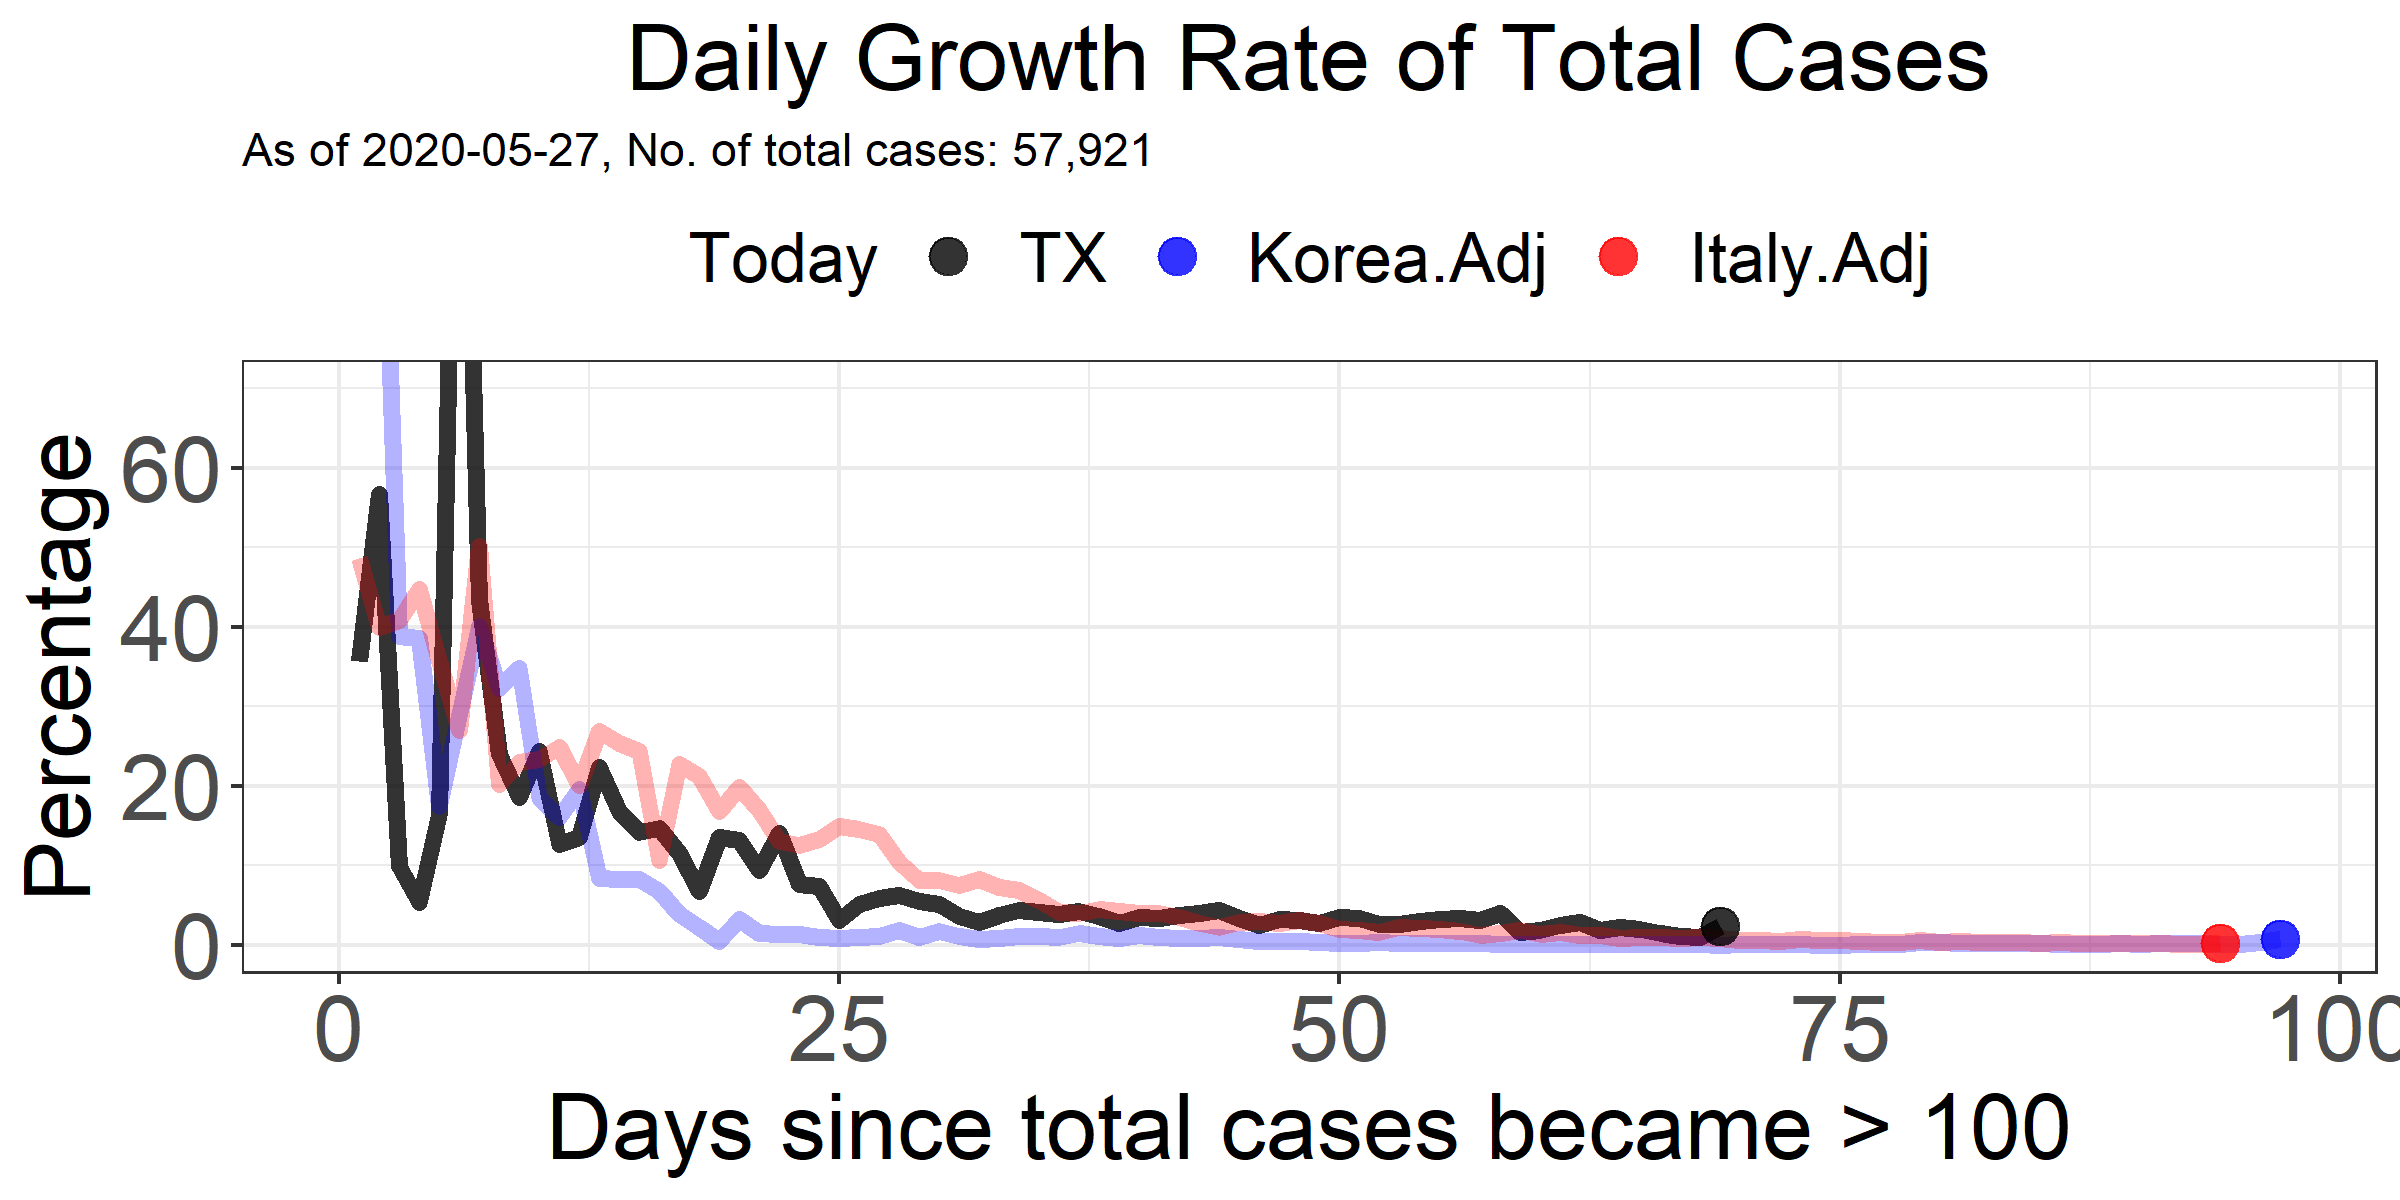 Daily Growth Rate of Total Cases
As of 2020-05-27, No. of total cases: 57,921
Today TX Korea.Adj Italy.Adj
Percentage
60
40
20
0
0 25 50 75 100
Days since total cases became > 100